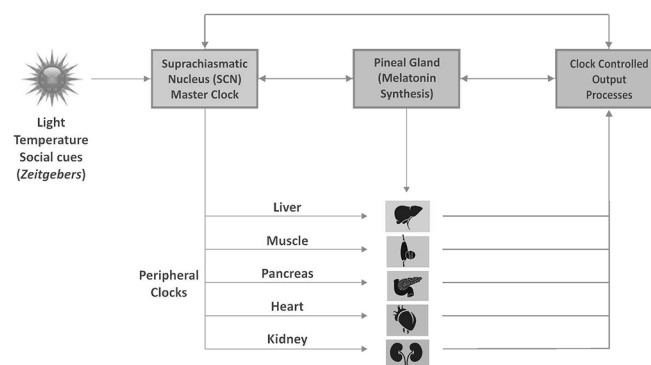 Suprachiasmatic
Nucleus (SCN)
Master Clock
Pineal Gland
(Melatonin
Synthesis)
Clock Controlled
Output
Processes
Light
Temperature
Social cues
(Zeitgebers)
Peripheral
Clocks
Liver
Muscle
Pancreas
Heart
Kidney